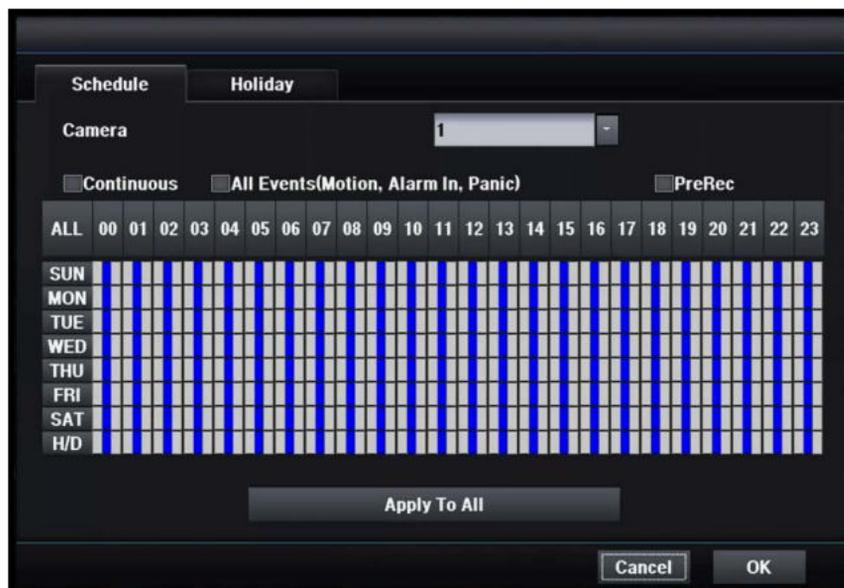 Schedule Holiday
Camera 1
Continuous All Events(Motion, Alarm In, Panic) PreRec
ALL 00 01 02 03 04 05 06 07 08 09 10 11 12 13 14 15 16 17 18 19 20 21 22 23
SUN
MON
TUE
WED
THU
FRI
SAT
H/D
Apply To All
Cancel OK